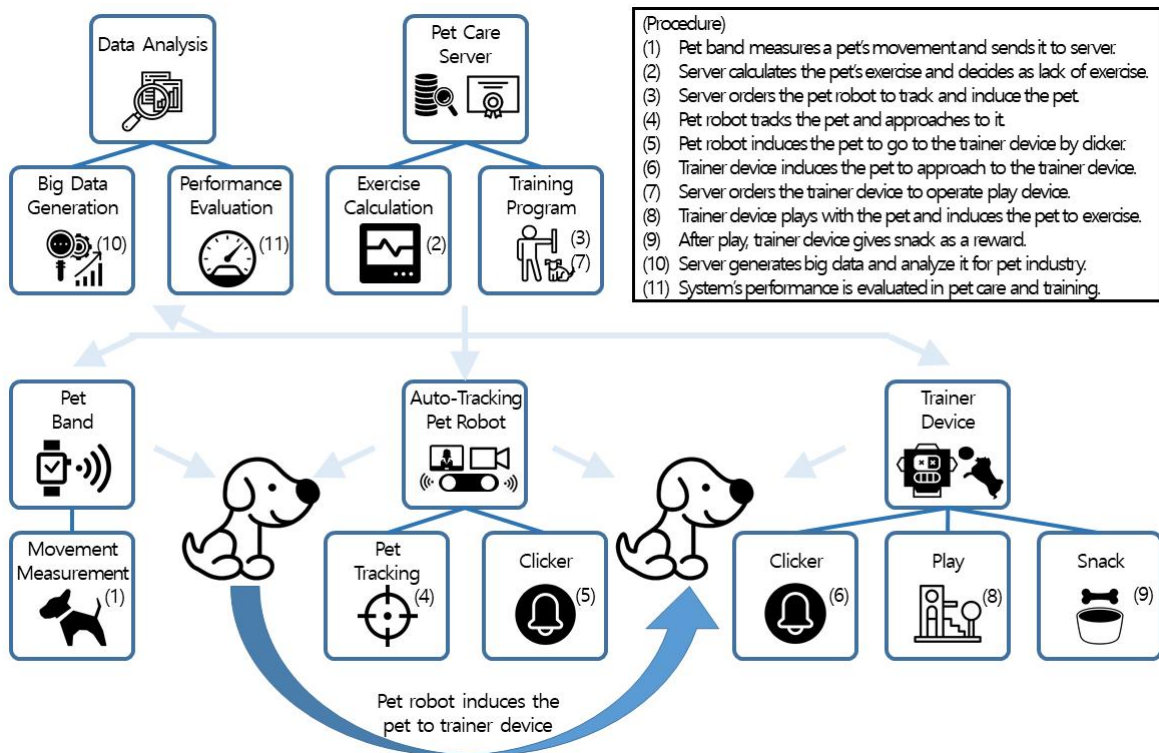 Data Analysis
Pet Care
Server
Big Data
Generation
(10)
Performance
Evaluation
(11)
Exercise
Calculation
(2)
Training
Program
(3)
(7)
(Procedure)
(1) Pet band measures a pet's movement and sends it to server.
(2) Server calculates the pet's exercise and decides as lack of exercise.
(3) Server orders the pet robot to track and induce the pet.
(4) Pet robot tracks the pet and approaches to it.
(5) Pet robot induces the pet to go to the trainer device by clicker.
(6) Trainer device induces the pet to approach to the trainer device.
(7) Server orders the trainer device to operate play device.
(8) Trainer device plays with the pet and induces the pet to exercise.
(9) After play, trainer device gives snack as a reward.
(10) Server generates big data and analyze it for pet industry.
(11) System's performance is evaluated in pet care and training.
Pet
Band
Auto-Tracking
Pet Robot
Trainer
Device
Movement
Measurement
(1)
Pet
Tracking
(4)
Clicker
(5)
Clicker
(6)
Play
(8)
Snack
(9)
Pet robot induces the
pet to trainer device